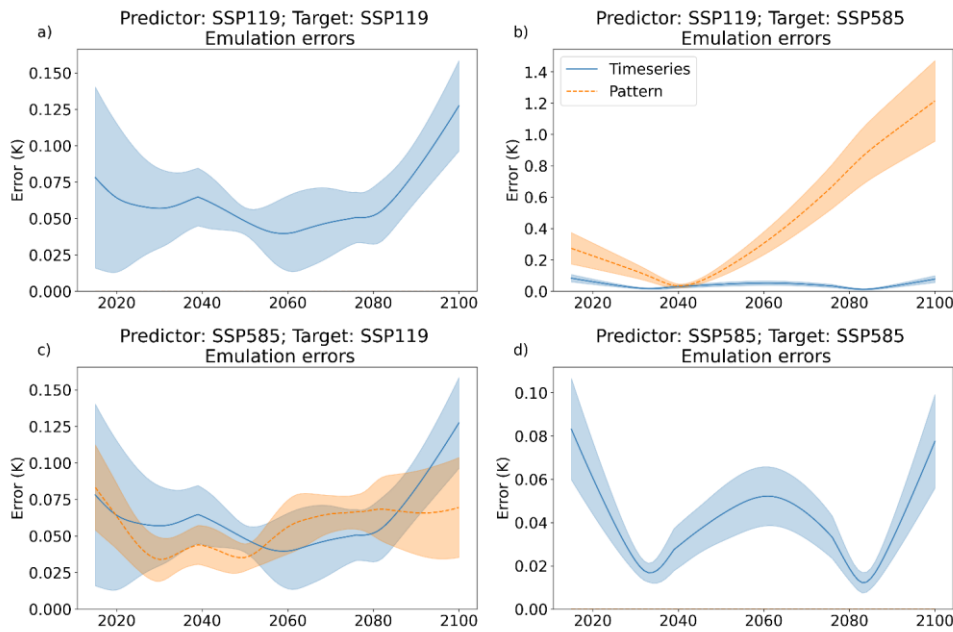 a)
Predictor: SSP119; Target: SSP119
Emulation errors
Error (K)
0.150
0.125
0.100
0.075
0.050
0.025
0.000
2020 2040 2060 2080 2100
b)
Predictor: SSP119; Target: SSP585
Emulation errors
Timeseries
Pattern
Error (K)
1.4
1.2
1.0
0.8
0.6
0.4
0.2
0.0
2020 2040 2060 2080 2100
c)
Predictor: SSP585; Target: SSP119
Emulation errors
Error (K)
0.150
0.125
0.100
0.075
0.050
0.025
0.000
2020 2040 2060 2080 2100
d)
Predictor: SSP585; Target: SSP585
Emulation errors
Error (K)
0.10
0.08
0.06
0.04
0.02
0.00
2020 2040 2060 2080 2100